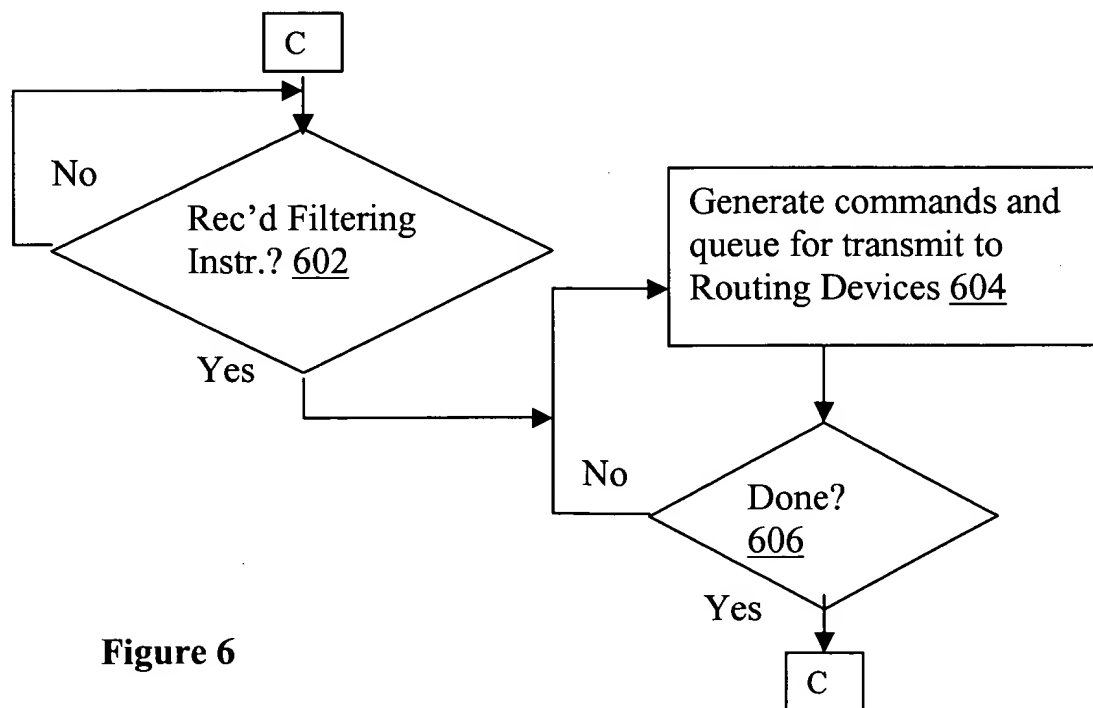 C
No
Rec'd Filtering
Instr.? 602
Yes
Generate commands and
queue for transmit to
Routing Devices 604
No
Done?
606
Yes
C
Figure 6